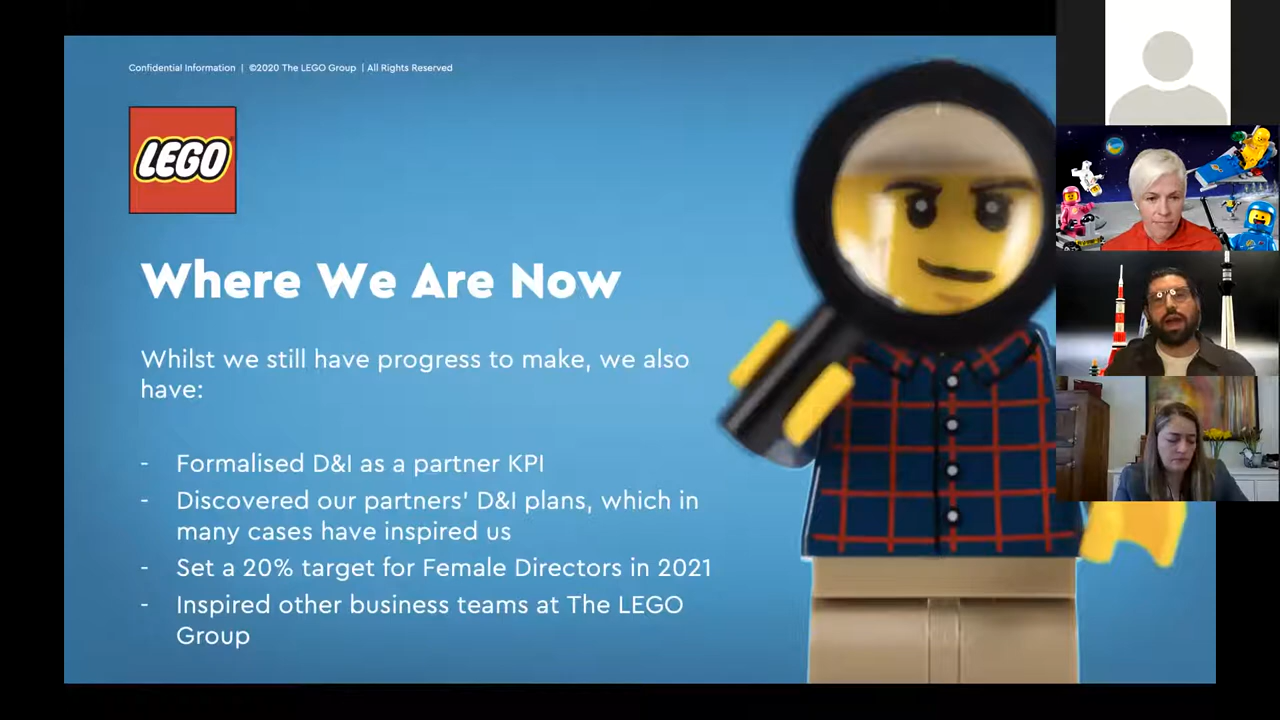 Confidential Information | ©2020 The LEGO Group | All Rights Reserved
LEGO
Where We Are Now
Whilst we still have progress to make, we also
have:
- Formalised D&I as a partner KPI
- Discovered our partners' D&I plans, which in
many cases have inspired us
- Set a 20% target for Female Directors in 2021
- Inspired other business teams at The LEGO
Group